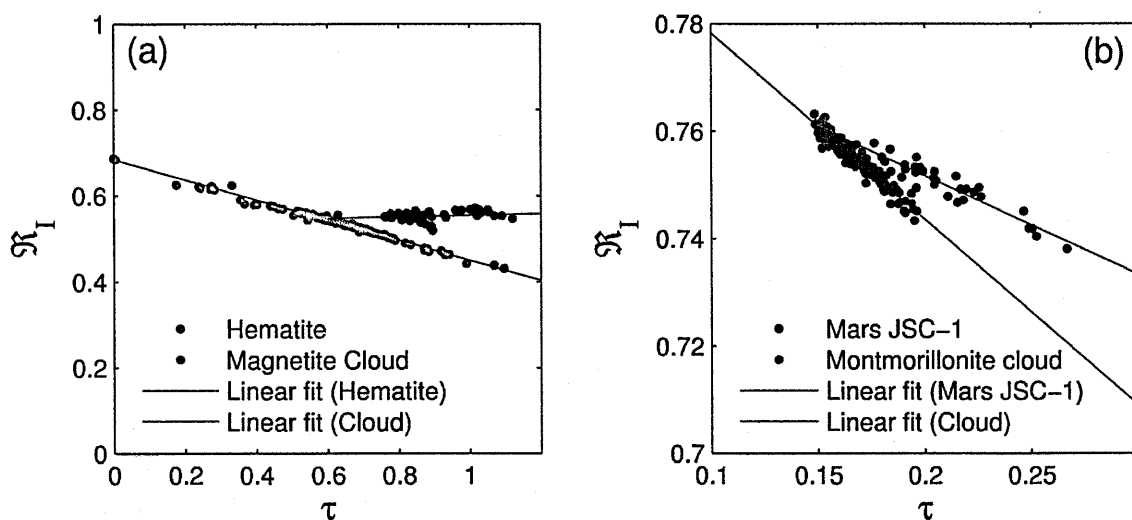 (a)
1
0.8
0.6
0.4
0.2
0
ℜI
Hematite
Magnetite Cloud
Linear fit (Hematite)
Linear fit (Cloud)
0 0.2 0.4 0.6 0.8 1
τ
(b)
0.78
0.76
0.74
0.72
0.7
ℜI
Mars JSC-1
Montmorillonite cloud
Linear fit (Mars JSC-1)
Linear fit (Cloud)
0.1 0.15 0.2 0.25
τ